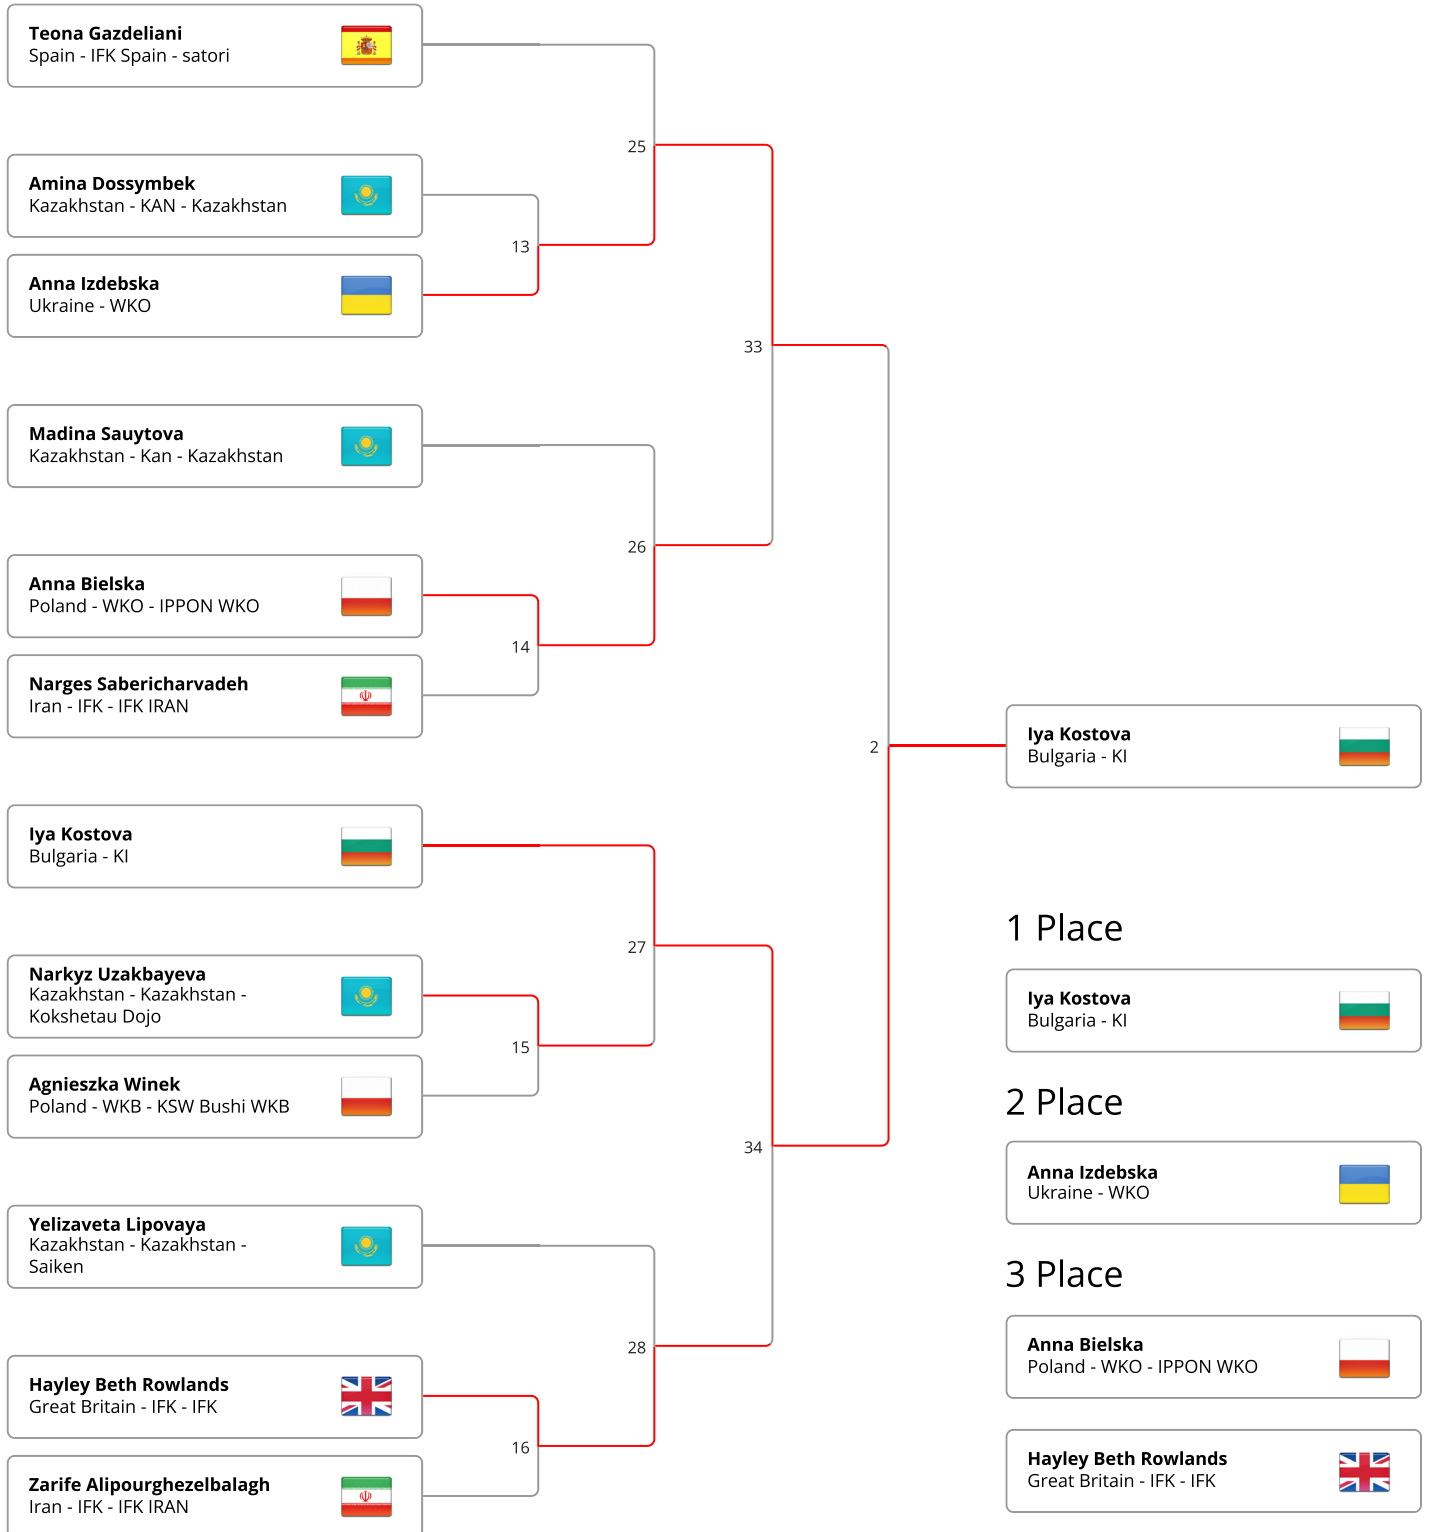 Teona Gazdeliani
Spain - IFK Spain - satori
25
Amina Dossymbek
Kazakhstan - KAN - Kazakhstan
13
Anna Izdebska
Ukraine - WKO
33
Madina Sauytova
Kazakhstan - Kan - Kazakhstan
26
Anna Bielska
Poland - WKO - IPPON WKO
14
Narges Sabericharvadeh
Iran - IFK - IFK IRAN
2
Iya Kostova
Bulgaria - KI
Iya Kostova
Bulgaria - KI
27
Narkyz Uzakbayeva
Kazakhstan - Kazakhstan -
Kokshetau Dojo
15
Agnieszka Winek
Poland - WKB - KSW Bushi WKB
34
Yelizaveta Lipovaya
Kazakhstan - Kazakhstan -
Saiken
28
Hayley Beth Rowlands
Great Britain - IFK - IFK
16
Zarife Alipourghezelbalagh
Iran - IFK - IFK IRAN
1 Place
Iya Kostova
Bulgaria - KI
2 Place
Anna Izdebska
Ukraine - WKO
3 Place
Anna Bielska
Poland - WKO - IPPON WKO
Hayley Beth Rowlands
Great Britain - IFK - IFK